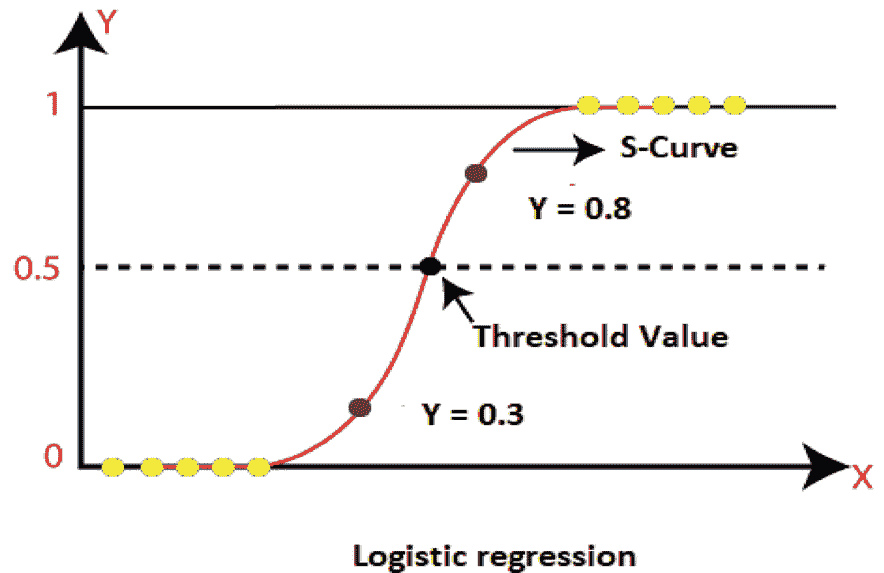 Y
1
S-Curve
Y = 0.8
0.5
Threshold Value
Y = 0.3
0
X
Logistic regression